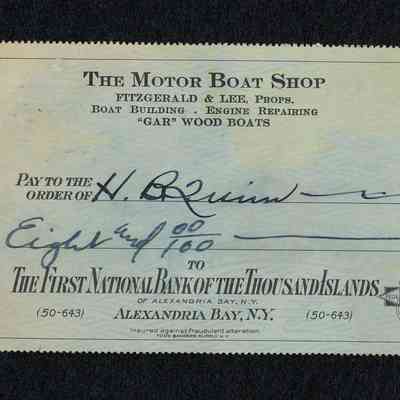 THE MOTOR BOAT SHOP
FITZGERALD & LEE, PROPS.
BOAT BUILDING . ENGINE REPAIRING
"GAR" WOOD BOATS
PAY TO THE
ORDER OF H. B. Quinn
Eight and 00/100
TO
THE FIRST NATIONAL BANK OF THE THOUSAND ISLANDS
OF ALEXANDRIA BAY, N.Y.
(50-643) ALEXANDRIA BAY, N.Y. (50-643)
Insured against fraudulent alteration.